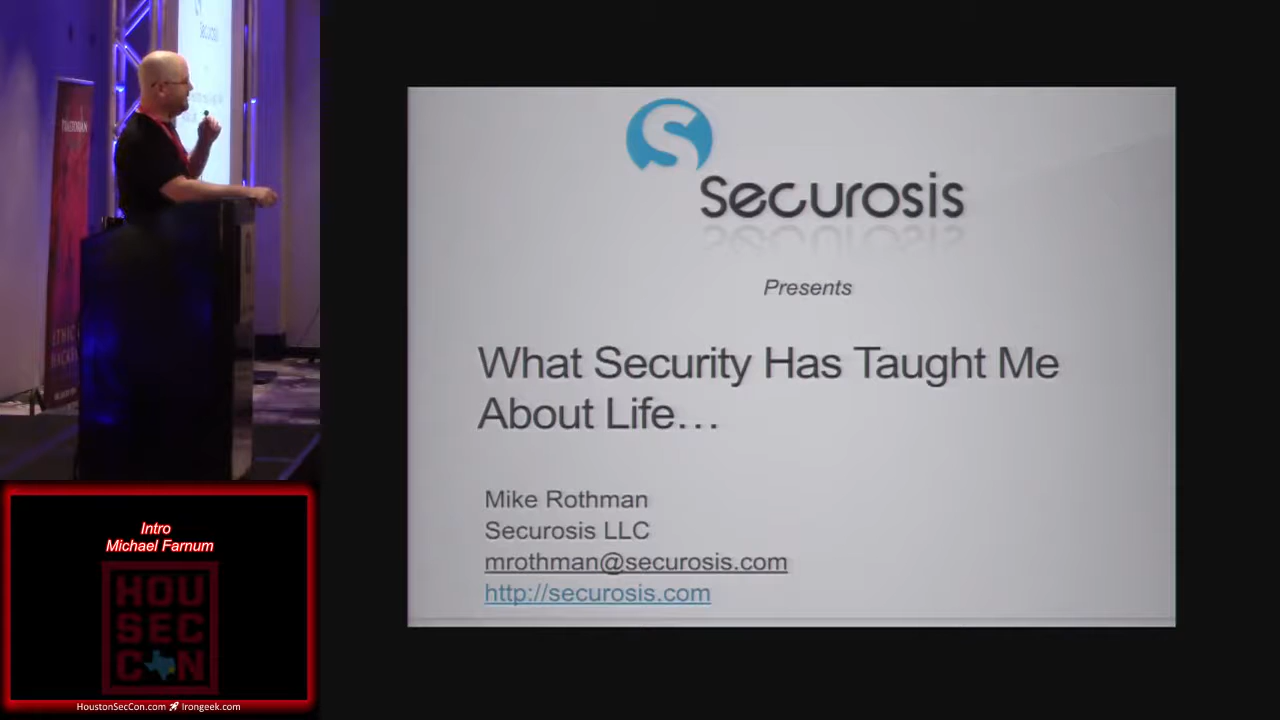 Securosis
Presents
What Security Has Taught Me
About Life…
Mike Rothman
Securosis LLC
mrothman@securosis.com
http://securosis.com
Intro
Michael Farnum
HOU
SEC
CON
HoustonSecCon.com Irongeek.com